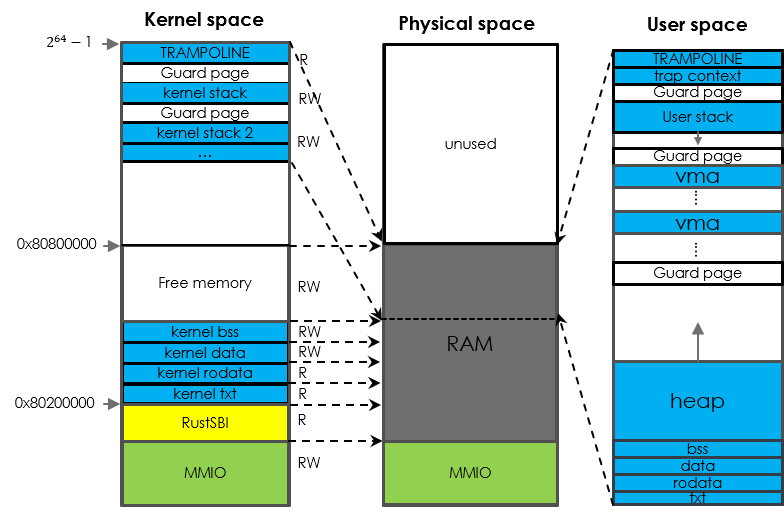 Kernel space
2^64 − 1
TRAMPOLINE
R
Guard page
kernel stack
RW
Guard page
kernel stack 2
RW
...
0x80800000
Free memory
RW
kernel bss
RW
kernel data
RW
kernel rodata
R
kernel txt
R
0x80200000
RustSBI
R
MMIO
RW
Physical space
unused
RAM
MMIO
User space
TRAMPOLINE
trap context
Guard page
User stack
Guard page
vma
vma
Guard page
heap
bss
data
rodata
txt